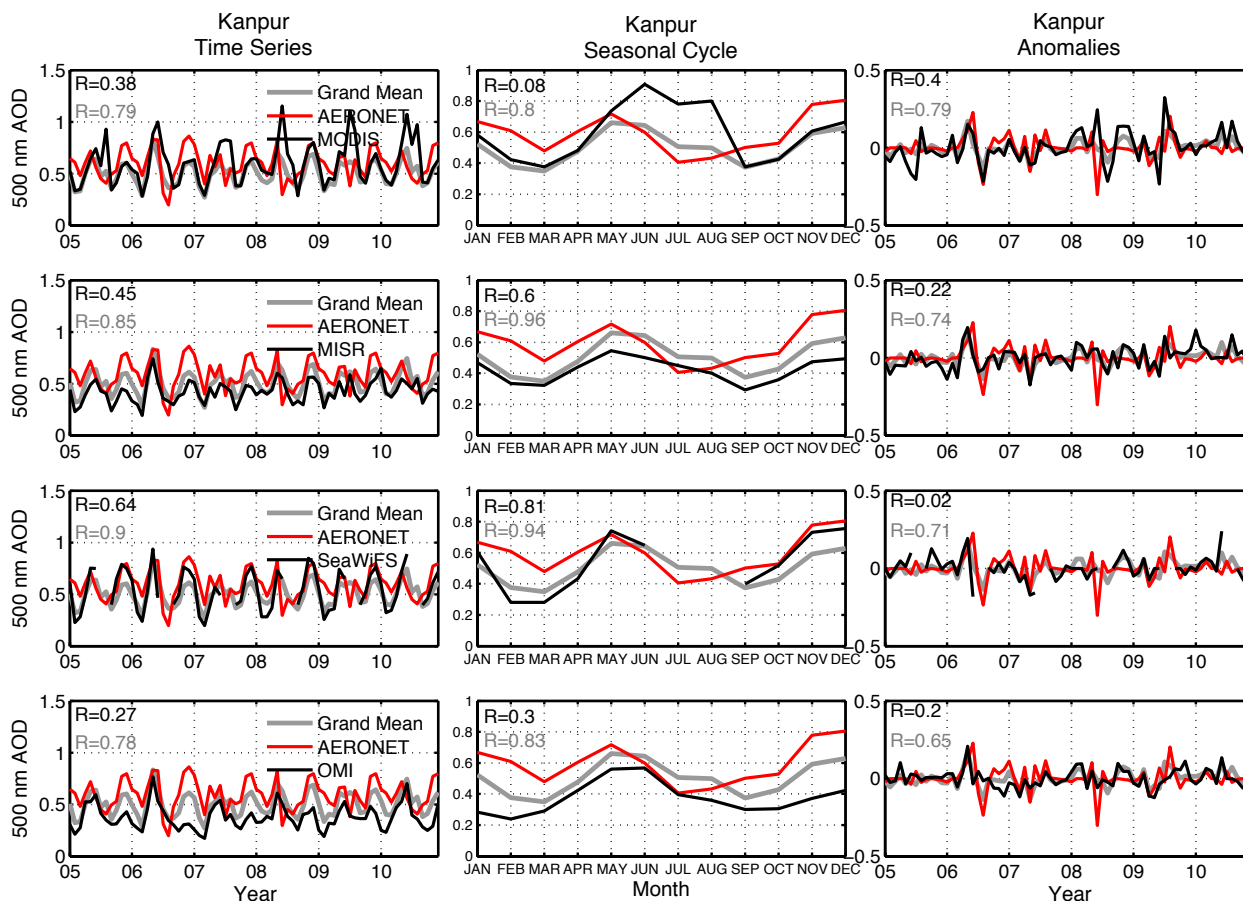 Kanpur
Time Series
Kanpur
Seasonal Cycle
Kanpur
Anomalies
500 nm AOD
1.5
1
0.5
0
R=0.38
R=0.79
Grand Mean
AERONET
MODIS
05 06 07 08 09 10
1
0.8
0.6
0.4
0.2
0
R=0.08
R=0.8
JAN FEB MAR APR MAY JUN JUL AUG SEP OCT NOV DEC
0.5
0
−0.5
R=0.4
R=0.79
05 06 07 08 09 10
500 nm AOD
1.5
1
0.5
0
R=0.45
R=0.85
Grand Mean
AERONET
MISR
05 06 07 08 09 10
1
0.8
0.6
0.4
0.2
0
R=0.6
R=0.96
JAN FEB MAR APR MAY JUN JUL AUG SEP OCT NOV DEC
0.5
0
−0.5
R=0.22
R=0.74
05 06 07 08 09 10
500 nm AOD
1.5
1
0.5
0
R=0.64
R=0.9
Grand Mean
AERONET
SeaWiFS
05 06 07 08 09 10
1
0.8
0.6
0.4
0.2
0
R=0.81
R=0.94
JAN FEB MAR APR MAY JUN JUL AUG SEP OCT NOV DEC
0.5
0
−0.5
R=0.02
R=0.71
05 06 07 08 09 10
500 nm AOD
1.5
1
0.5
0
R=0.27
R=0.78
Grand Mean
AERONET
OMI
05 06 07 08 09 10
Year
1
0.8
0.6
0.4
0.2
0
R=0.3
R=0.83
JAN FEB MAR APR MAY JUN JUL AUG SEP OCT NOV DEC
Month
0.5
0
−0.5
R=0.2
R=0.65
05 06 07 08 09 10
Year